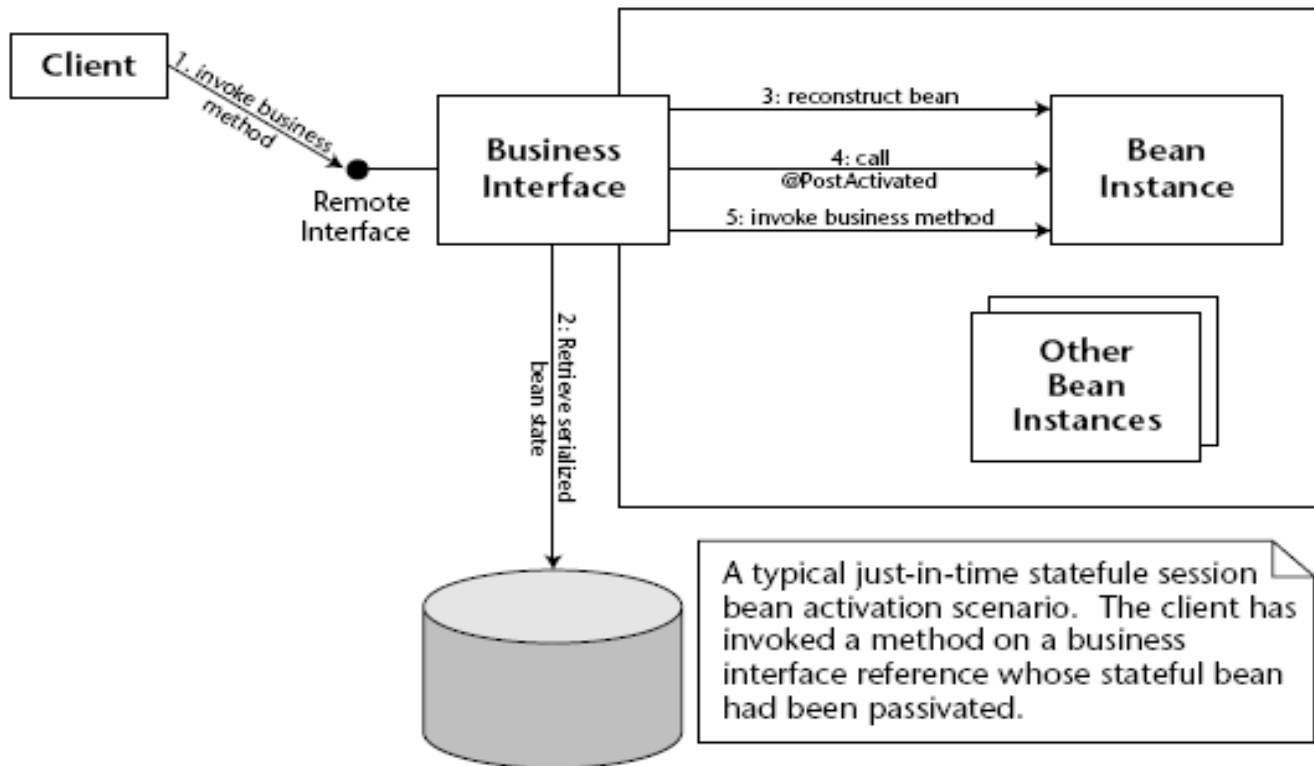 Client
1. invoke business
method
Remote
Interface
Business
Interface
3: reconstruct bean
4: call
@PostActivated
5: invoke business method
Bean
Instance
Other
Bean
Instances
2: Retrieve serialized
bean state
A typical just-in-time statefule session
bean activation scenario. The client has
invoked a method on a business
interface reference whose stateful bean
had been passivated.